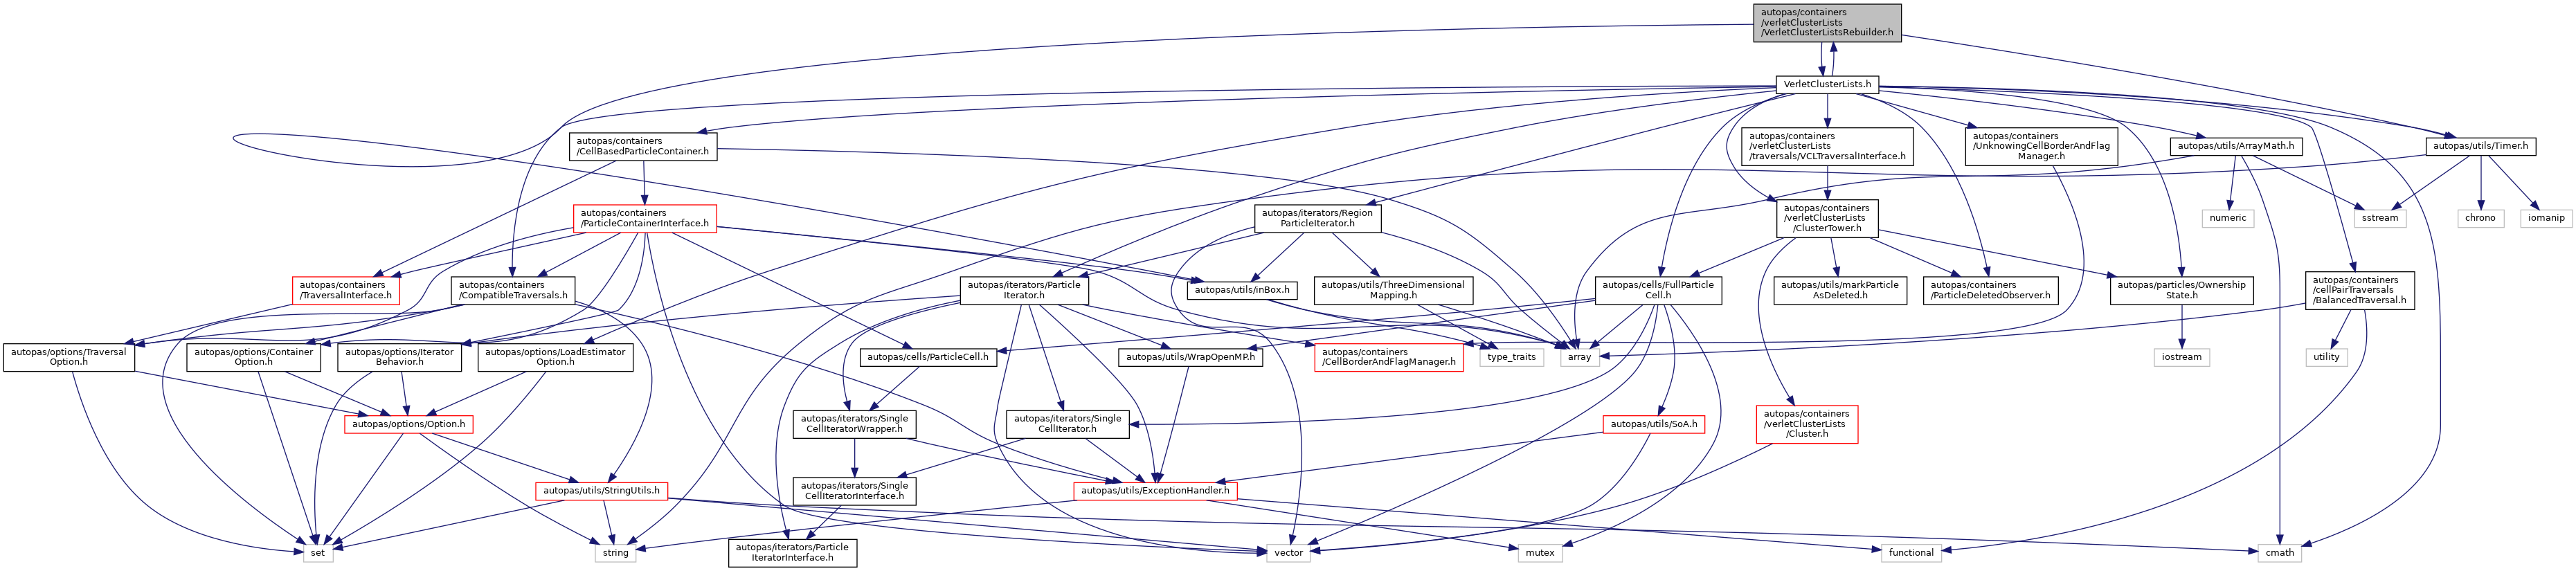 autopas/containers
/verletClusterLists
/VerletClusterListsRebuilder.h
VerletClusterLists.h
autopas/containers
/CellBasedParticleContainer.h
autopas/containers
/verletClusterLists
/traversals/VCLTraversalInterface.h
autopas/containers
/UnknowingCellBorderAndFlag
Manager.h
autopas/utils/ArrayMath.h
autopas/utils/Timer.h
autopas/containers
/ParticleContainerInterface.h
autopas/iterators/Region
ParticleIterator.h
autopas/containers
/verletClusterLists
/ClusterTower.h
numeric
sstream
chrono
iomanip
autopas/containers
/TraversalInterface.h
autopas/containers
/CompatibleTraversals.h
autopas/iterators/Particle
Iterator.h
autopas/utils/inBox.h
autopas/utils/ThreeDimensional
Mapping.h
autopas/cells/FullParticle
Cell.h
autopas/utils/markParticle
AsDeleted.h
autopas/containers
/ParticleDeletedObserver.h
autopas/particles/Ownership
State.h
autopas/containers
/cellPairTraversals
/BalancedTraversal.h
autopas/options/Traversal
Option.h
autopas/options/Container
Option.h
autopas/options/Iterator
Behavior.h
autopas/options/LoadEstimator
Option.h
autopas/cells/ParticleCell.h
autopas/utils/WrapOpenMP.h
autopas/containers
/CellBorderAndFlagManager.h
type_traits
array
iostream
utility
autopas/options/Option.h
autopas/iterators/Single
CellIteratorWrapper.h
autopas/iterators/Single
CellIterator.h
autopas/utils/SoA.h
autopas/containers
/verletClusterLists
/Cluster.h
autopas/utils/StringUtils.h
autopas/iterators/Single
CellIteratorInterface.h
autopas/utils/ExceptionHandler.h
set
string
autopas/iterators/Particle
IteratorInterface.h
vector
mutex
functional
cmath